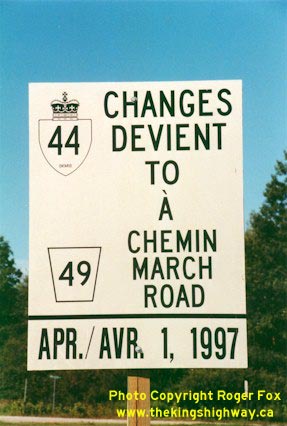 44
CHANGES
DEVIENT
TO
À
49
CHEMIN
MARCH
ROAD
APR./AVR. 1, 1997
Photo Copyright Roger Fox
www.thekingshighway.ca